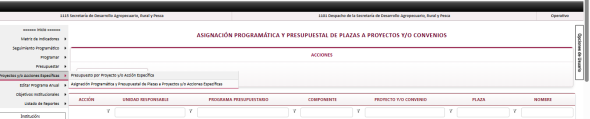 1115 Secretaría de Desarrollo Agropecuario, Rural y Pesca 1101 Despacho de la Secretaría de Desarrollo Agropecuario, Rural y Pesca Operativo
====== Inicio ======
Matriz de Indicadores
Seguimiento Programático
Programar
Presupuestar
Proyectos y/o Acciones Específicas
Editar Programa Anual
Objetivos Institucionales
Listado de Reportes
Institución
ASIGNACIÓN PROGRAMÁTICA Y PRESUPUESTAL DE PLAZAS A PROYECTOS Y/O CONVENIOS
ACCIONES
Presupuesto por Proyecto y/o Acción Específica
Asignación Programática y Presupuestal de Plazas a Proyectos y/o Acciones Específicas
ACCIÓN UNIDAD RESPONSABLE PROGRAMA PRESUPUESTARIO COMPONENTE PROYECTO Y/O CONVENIO PLAZA NOMBRE
Opciones de Usuario